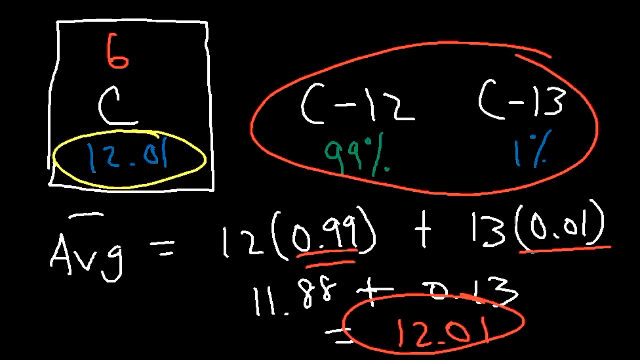 6
C
12.01
C-12 C-13
99% 1%
Avg = 12(0.99) + 13(0.01)
11.88 + 0.13
= 12.01